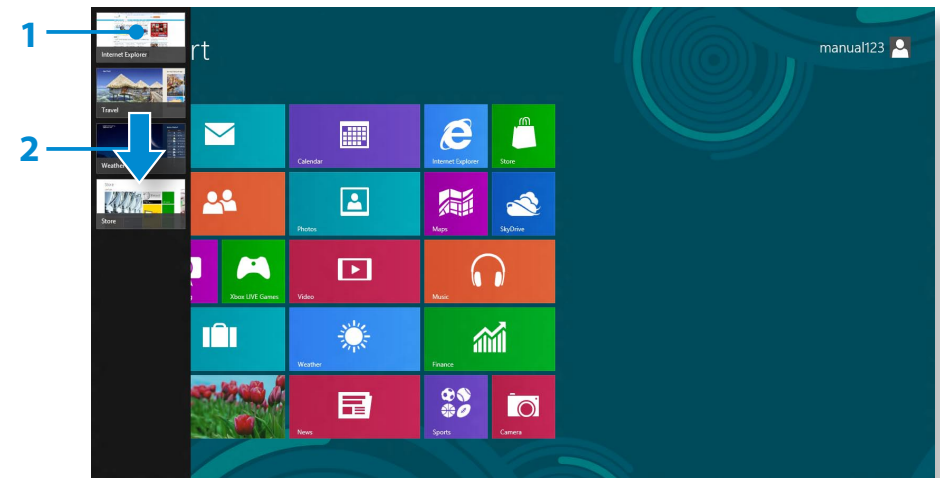 1
Internet Explorer
rt
manual123
Travel
2
Weather
Store
Store
Calendar
Internet Explorer
Store
Photos
Maps
SkyDrive
g
Xbox LIVE Games
Video
Music
Weather
Finance
News
Sports
Camera